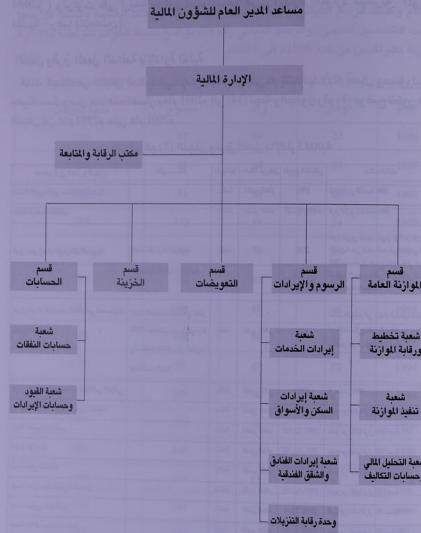 مساعد المدير العام للشؤون المالية
الإدارة المالية
مكتب الرقابة والمتابعة
قسم
الموازنة العامة
قسم
الرسوم والإيرادات
قسم
التعويضات
قسم
الخزينة
قسم
الحسابات
شعبة تخطيط
ورقابة الموازنة
شعبة
تنفيذ الموازنة
شعبة التحليل المالي
وحسابات التكاليف
شعبة
إيرادات الخدمات
شعبة إيرادات
السكن والأسواق
شعبة إيرادات الفنادق
والشقق الفندقية
وحدة رقابة التنزيلات
شعبة
حسابات النفقات
شعبة القيود
وحسابات الإيرادات